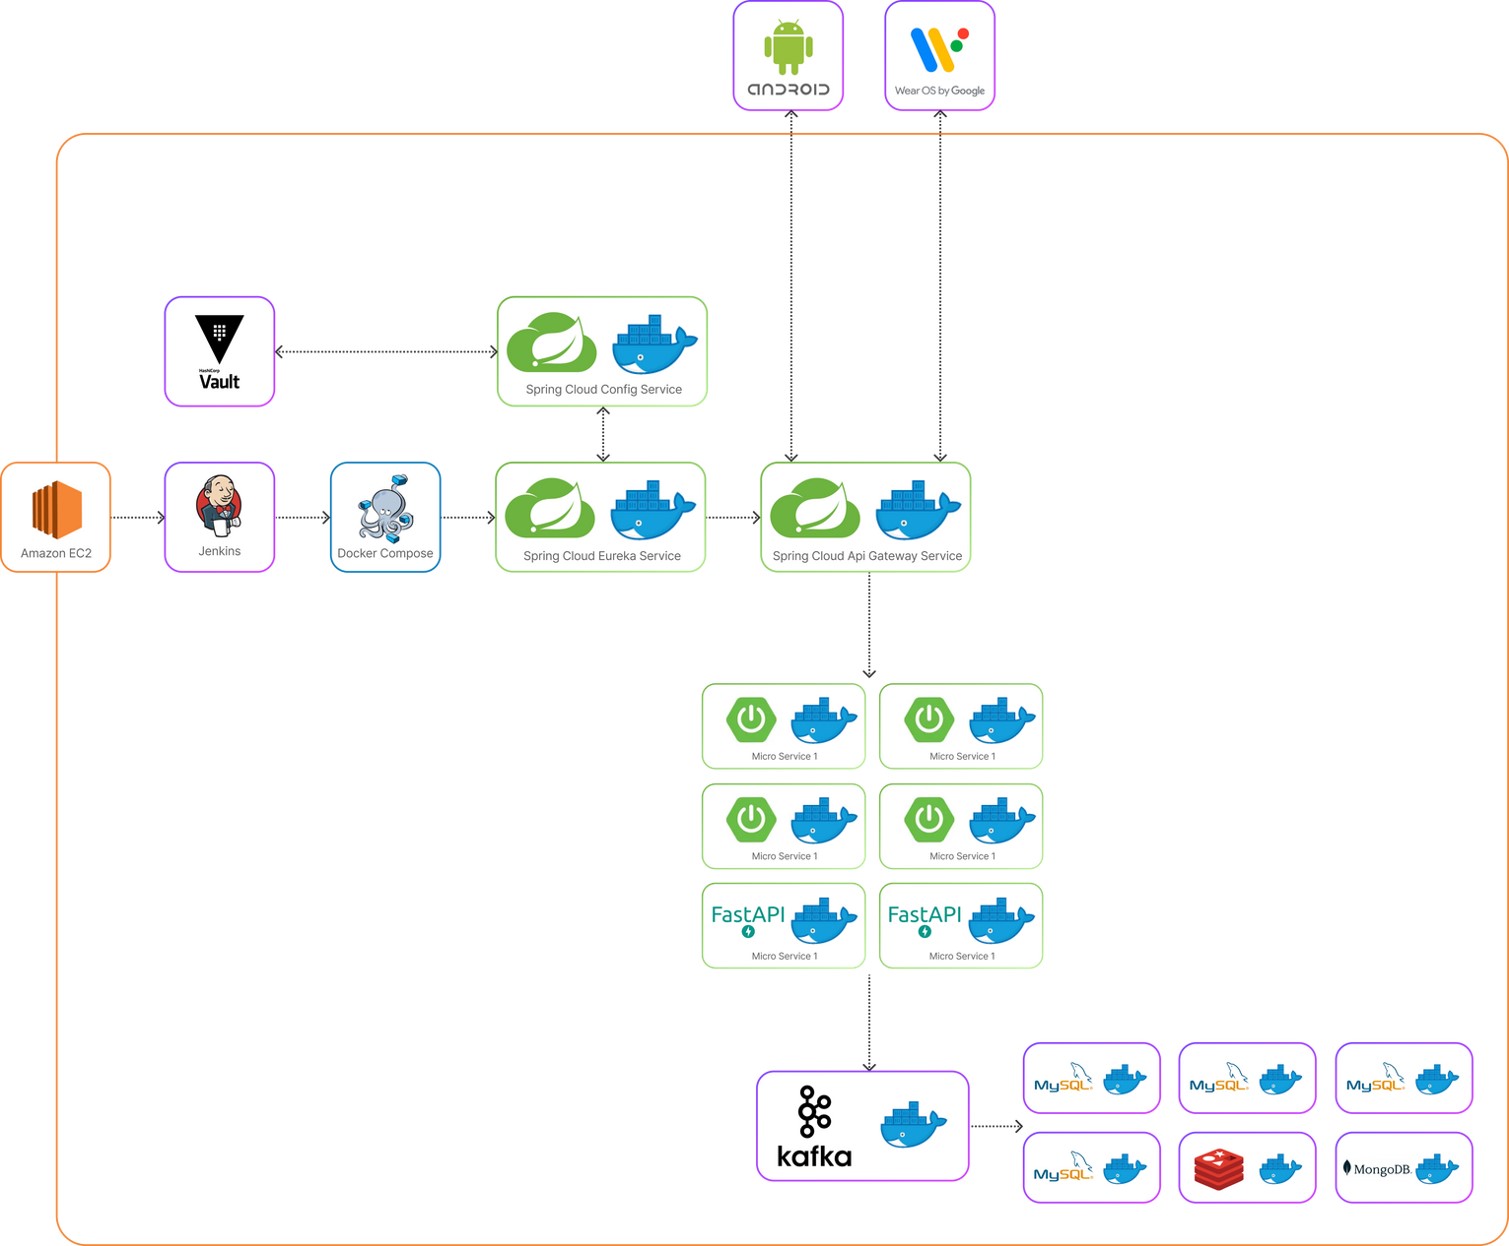 ANDROID
Wear OS by Google
HashiCorp
Vault
Spring Cloud Config Service
Amazon EC2
Jenkins
Docker Compose
Spring Cloud Eureka Service
Spring Cloud Api Gateway Service
Micro Service 1
Micro Service 1
Micro Service 1
Micro Service 1
FastAPI
Micro Service 1
FastAPI
Micro Service 1
kafka
MySQL
MySQL
MySQL
MySQL
MongoDB